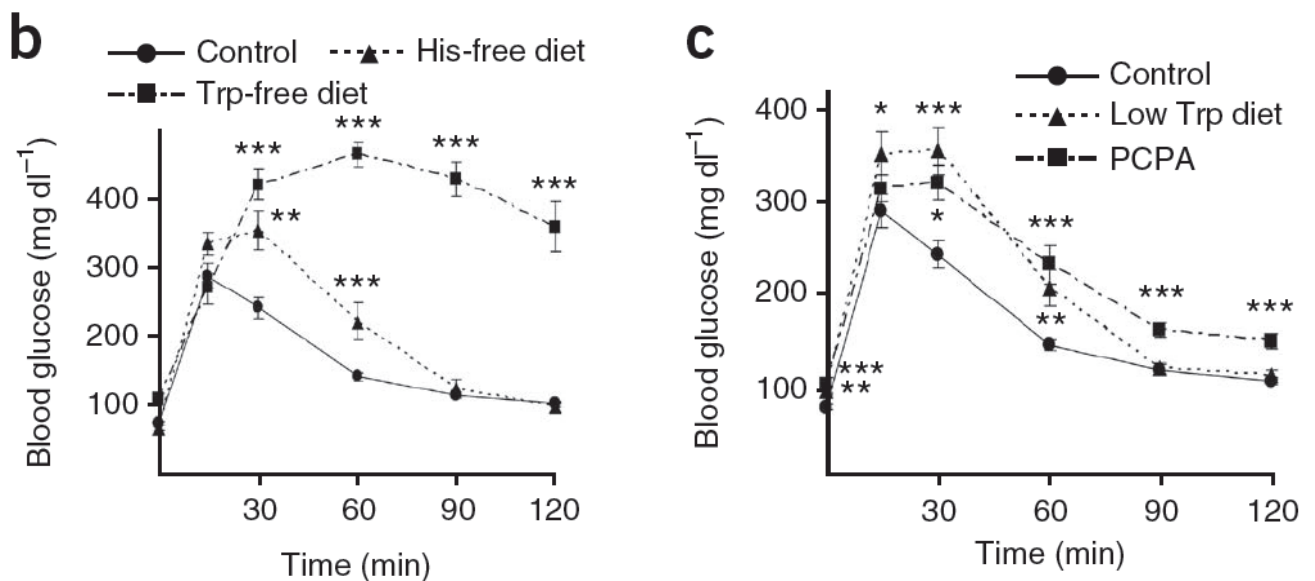 b
Control
His-free diet
Trp-free diet
Blood glucose (mg dl⁻¹)
400
300
200
100
***
***
***
***
**
***
30 60 90 120
Time (min)
c
Control
Low Trp diet
PCPA
Blood glucose (mg dl⁻¹)
400
300
200
100
* ***
*
***
**
***
***
***
**
30 60 90 120
Time (min)